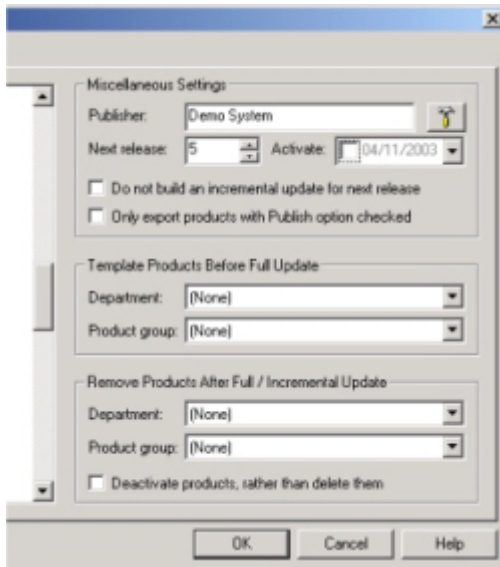 Miscellaneous Settings
Publisher: Demo System
Next release: 5 Activate: 04/11/2003
Do not build an incremental update for next release
Only export products with Publish option checked
Template Products Before Full Update
Department: (None)
Product group: (None)
Remove Products After Full / Incremental Update
Department: (None)
Product group: (None)
Deactivate products, rather than delete them
OK Cancel Help